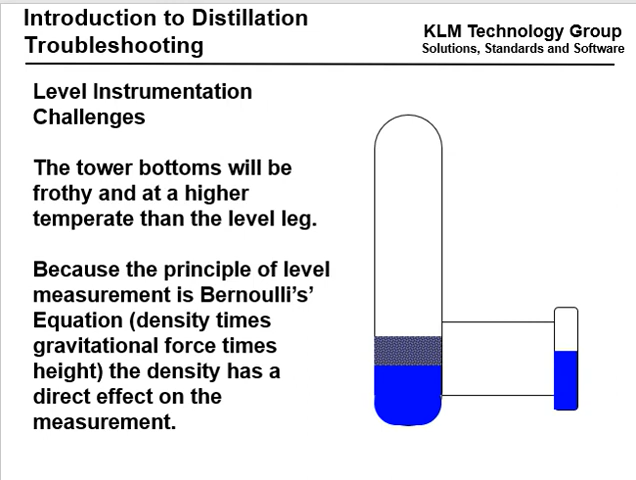 Introduction to Distillation
Troubleshooting
KLM Technology Group
Solutions, Standards and Software
Level Instrumentation
Challenges
The tower bottoms will be
frothy and at a higher
temperate than the level leg.
Because the principle of level
measurement is Bernoulli's'
Equation (density times
gravitational force times
height) the density has a
direct effect on the
measurement.